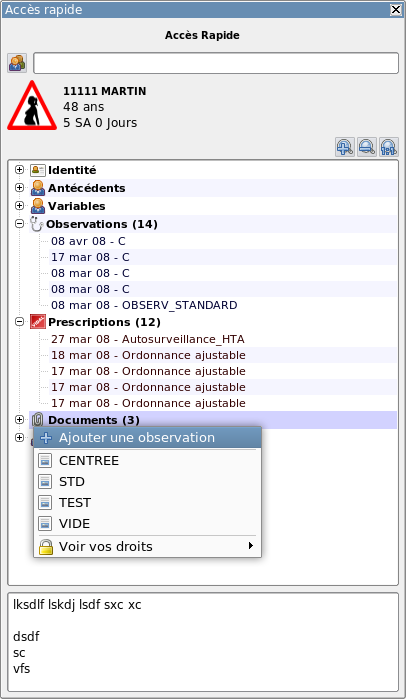 Accès rapide
Accès Rapide
11111 MARTIN
48 ans
5 SA 0 Jours
Identité
Antécédents
Variables
Observations (14)
08 avr 08 - C
17 mar 08 - C
08 mar 08 - C
08 mar 08 - C
08 mar 08 - OBSERV_STANDARD
Prescriptions (12)
27 mar 08 - Autosurveillance_HTA
18 mar 08 - Ordonnance ajustable
17 mar 08 - Ordonnance ajustable
17 mar 08 - Ordonnance ajustable
17 mar 08 - Ordonnance ajustable
Documents (3)
Ajouter une observation
CENTREE
STD
TEST
VIDE
Voir vos droits
lksdlf lskdj lsdf sxc xc
dsdf
sc
vfs